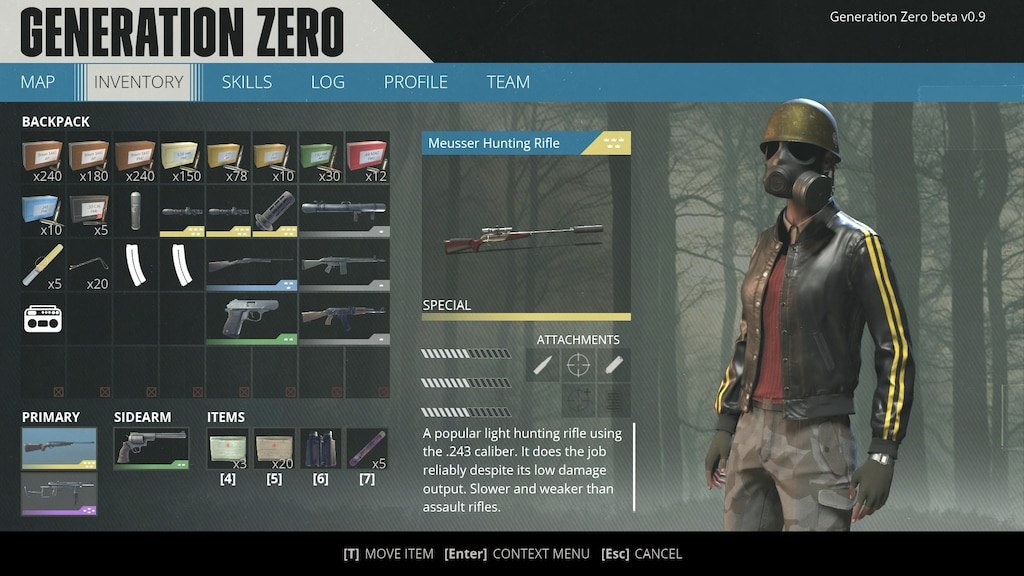 GENERATION ZERO
Generation Zero beta v0.9
MAP
INVENTORY
SKILLS
LOG
PROFILE
TEAM
BACKPACK
x240
x180
x240
x150
x78
x10
x30
x12
x10
x5
x5
x20
PRIMARY
SIDEARM
ITEMS
x3
x20
x5
[4]
[5]
[6]
[7]
Meusser Hunting Rifle
SPECIAL
ATTACHMENTS
A popular light hunting rifle using
the .243 caliber. It does the job
reliably despite its low damage
output. Slower and weaker than
assault rifles.
[T] MOVE ITEM [Enter] CONTEXT MENU [Esc] CANCEL